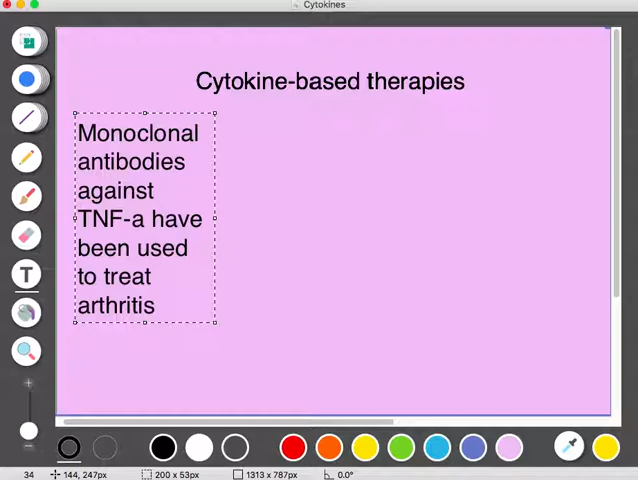 Cytokines
Cytokine-based therapies
Monoclonal
antibodies
against
TNF-a have
been used
to treat
arthritis
T
34
144, 247px
200 x 53px
1313 x 787px
0.0°